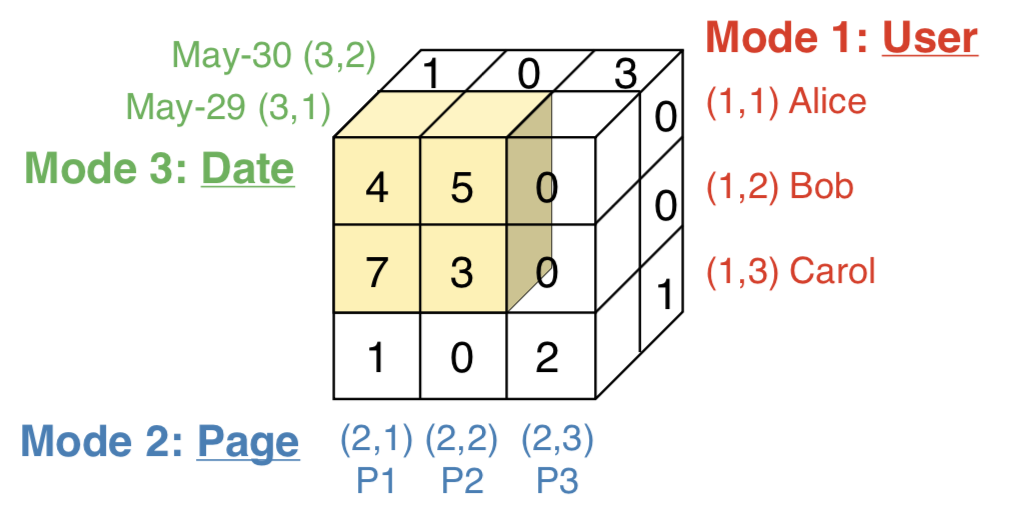 Mode 1: User
May-30 (3,2)
1 0 3
May-29 (3,1)
0
(1,1) Alice
Mode 3: Date
4 5 0
0
(1,2) Bob
7 3 0
1
(1,3) Carol
1 0 2
Mode 2: Page
(2,1) (2,2) (2,3)
P1 P2 P3